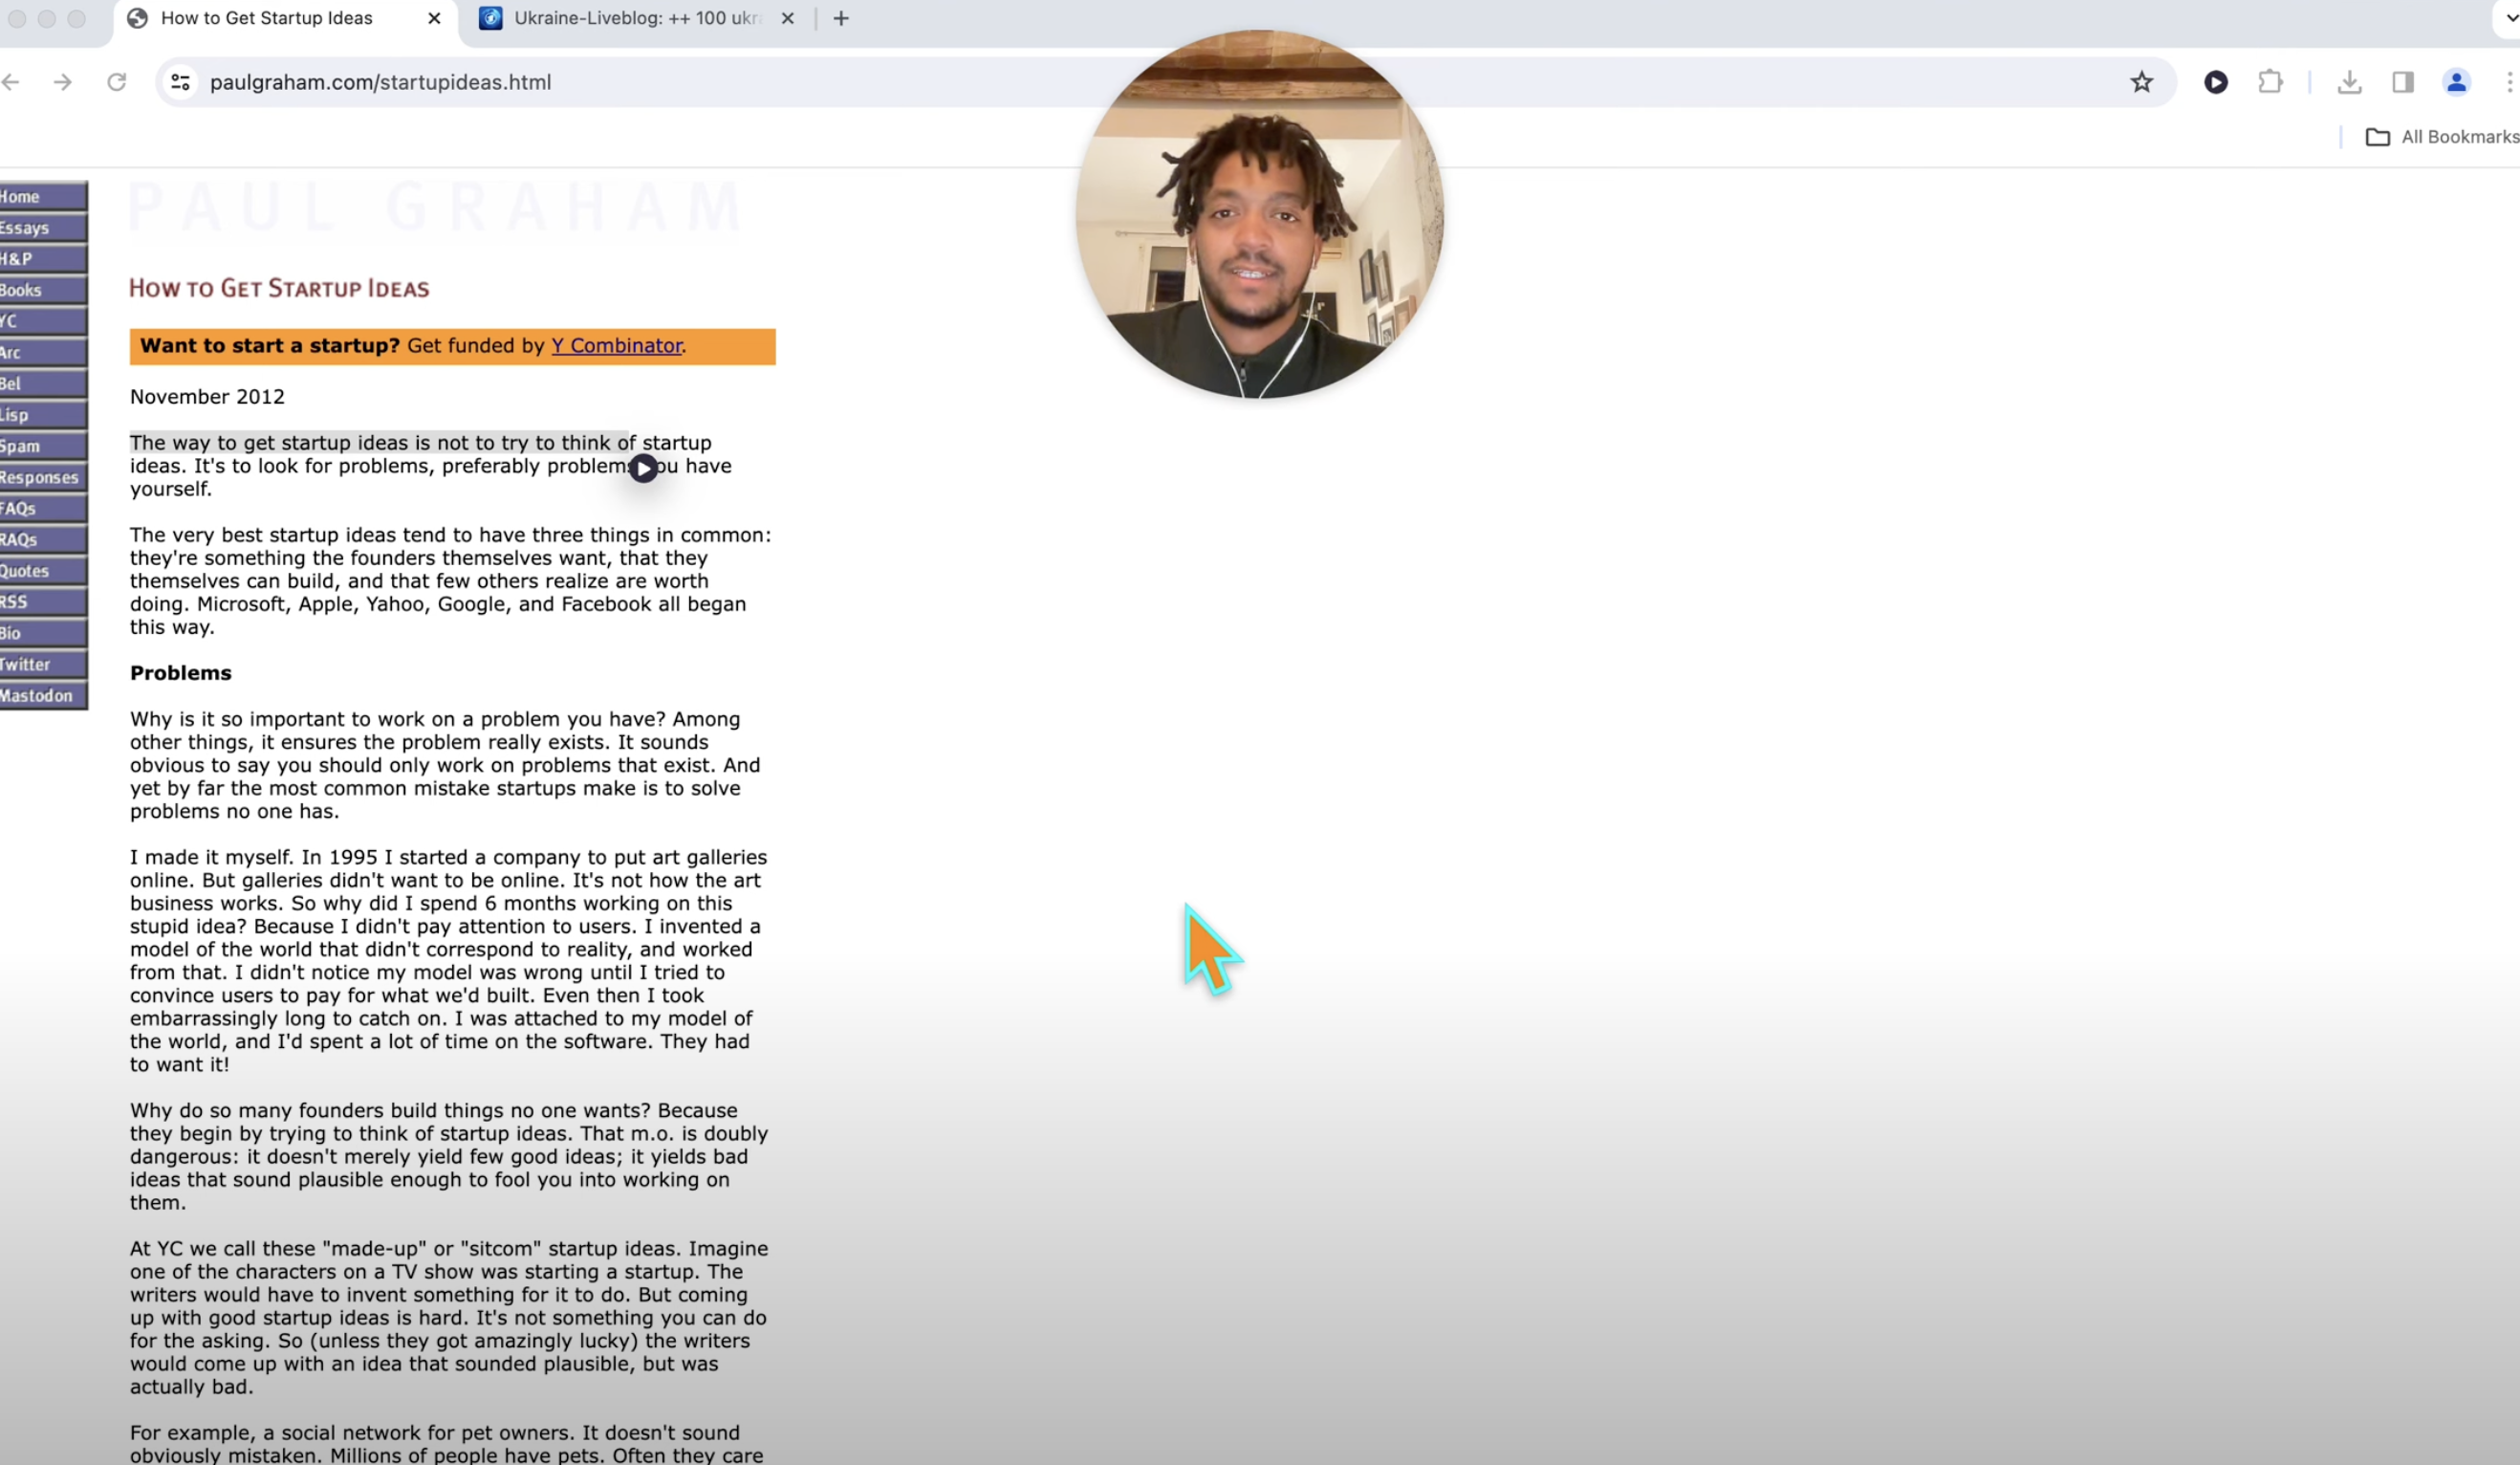 How to Get Startup Ideas
Ukraine-Liveblog: ++ 100 ukr
paulgraham.com/startupideas.html
All Bookmarks
Home
Essays
H&P
Books
YC
Arc
Bel
Lisp
Spam
Responses
FAQs
RAQs
Quotes
RSS
Bio
Twitter
Mastodon
PAUL GRAHAM
How to Get Startup Ideas
Want to start a startup? Get funded by Y Combinator.
November 2012
The way to get startup ideas is not to try to think of startup
ideas. It's to look for problems, preferably problems you have
yourself.
The very best startup ideas tend to have three things in common:
they're something the founders themselves want, that they
themselves can build, and that few others realize are worth
doing. Microsoft, Apple, Yahoo, Google, and Facebook all began
this way.
Problems
Why is it so important to work on a problem you have? Among
other things, it ensures the problem really exists. It sounds
obvious to say you should only work on problems that exist. And
yet by far the most common mistake startups make is to solve
problems no one has.
I made it myself. In 1995 I started a company to put art galleries
online. But galleries didn't want to be online. It's not how the art
business works. So why did I spend 6 months working on this
stupid idea? Because I didn't pay attention to users. I invented a
model of the world that didn't correspond to reality, and worked
from that. I didn't notice my model was wrong until I tried to
convince users to pay for what we'd built. Even then I took
embarrassingly long to catch on. I was attached to my model of
the world, and I'd spent a lot of time on the software. They had
to want it!
Why do so many founders build things no one wants? Because
they begin by trying to think of startup ideas. That m.o. is doubly
dangerous: it doesn't merely yield few good ideas; it yields bad
ideas that sound plausible enough to fool you into working on
them.
At YC we call these "made-up" or "sitcom" startup ideas. Imagine
one of the characters on a TV show was starting a startup. The
writers would have to invent something for it to do. But coming
up with good startup ideas is hard. It's not something you can do
for the asking. So (unless they got amazingly lucky) the writers
would come up with an idea that sounded plausible, but was
actually bad.
For example, a social network for pet owners. It doesn't sound
obviously mistaken. Millions of people have pets. Often they care